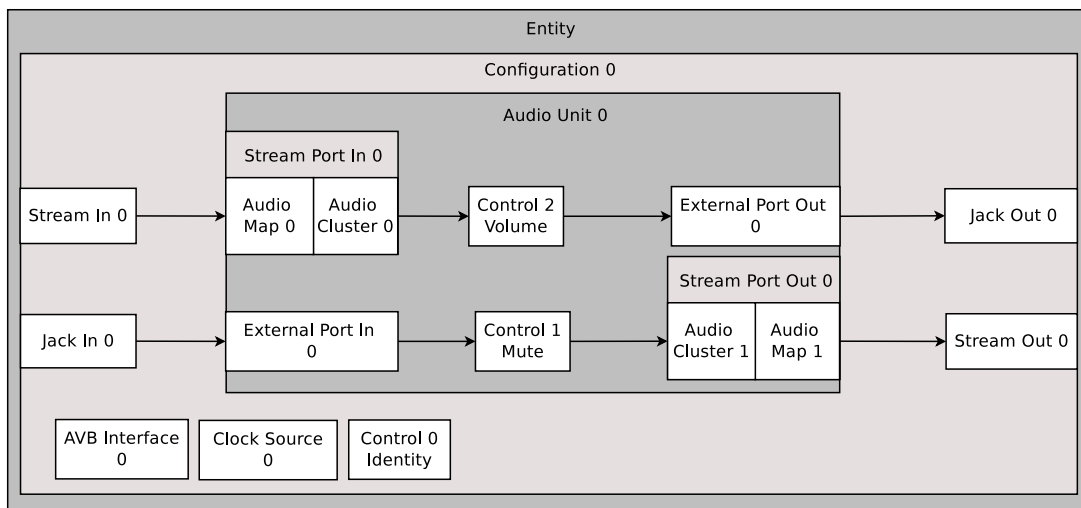 Entity
Configuration 0
Audio Unit 0
Stream Port In 0
Stream In 0
Audio
Map 0
Audio
Cluster 0
Control 2
Volume
External Port Out
0
Jack Out 0
Stream Port Out 0
Jack In 0
External Port In
0
Control 1
Mute
Audio
Cluster 1
Audio
Map 1
Stream Out 0
AVB Interface
0
Clock Source
0
Control 0
Identity